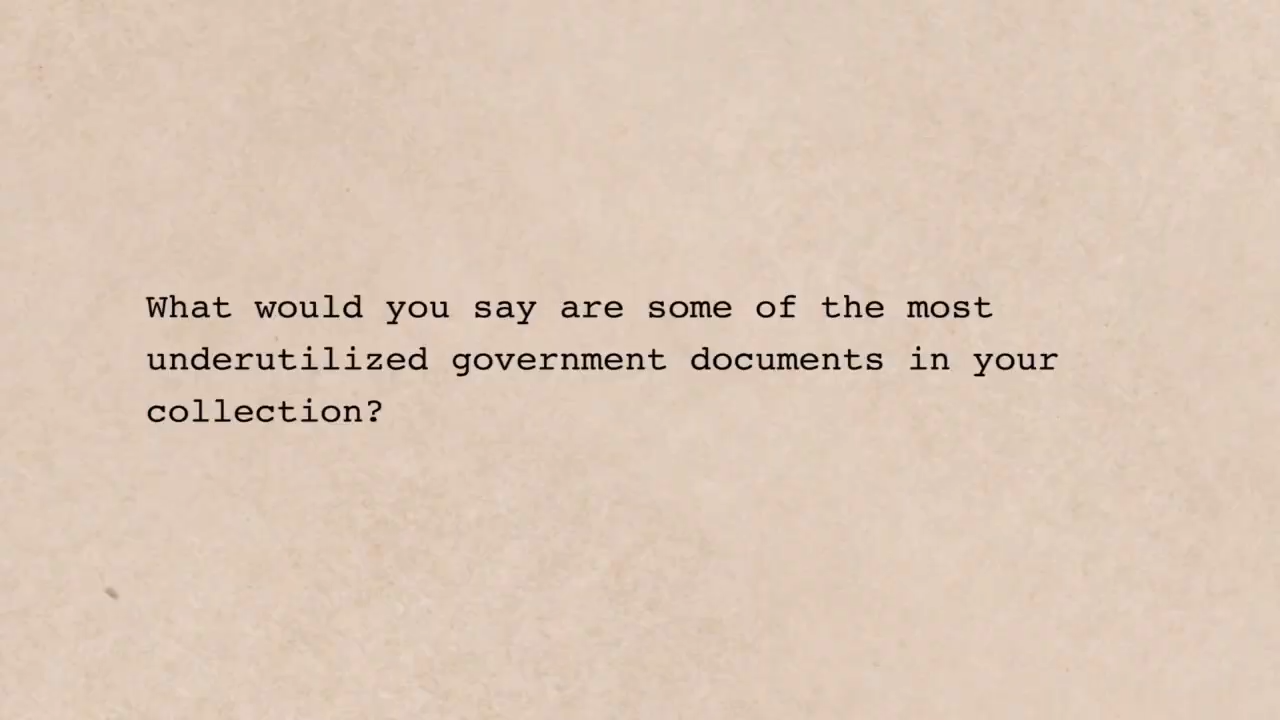 What would you say are some of the most
underutilized government documents in your
collection?